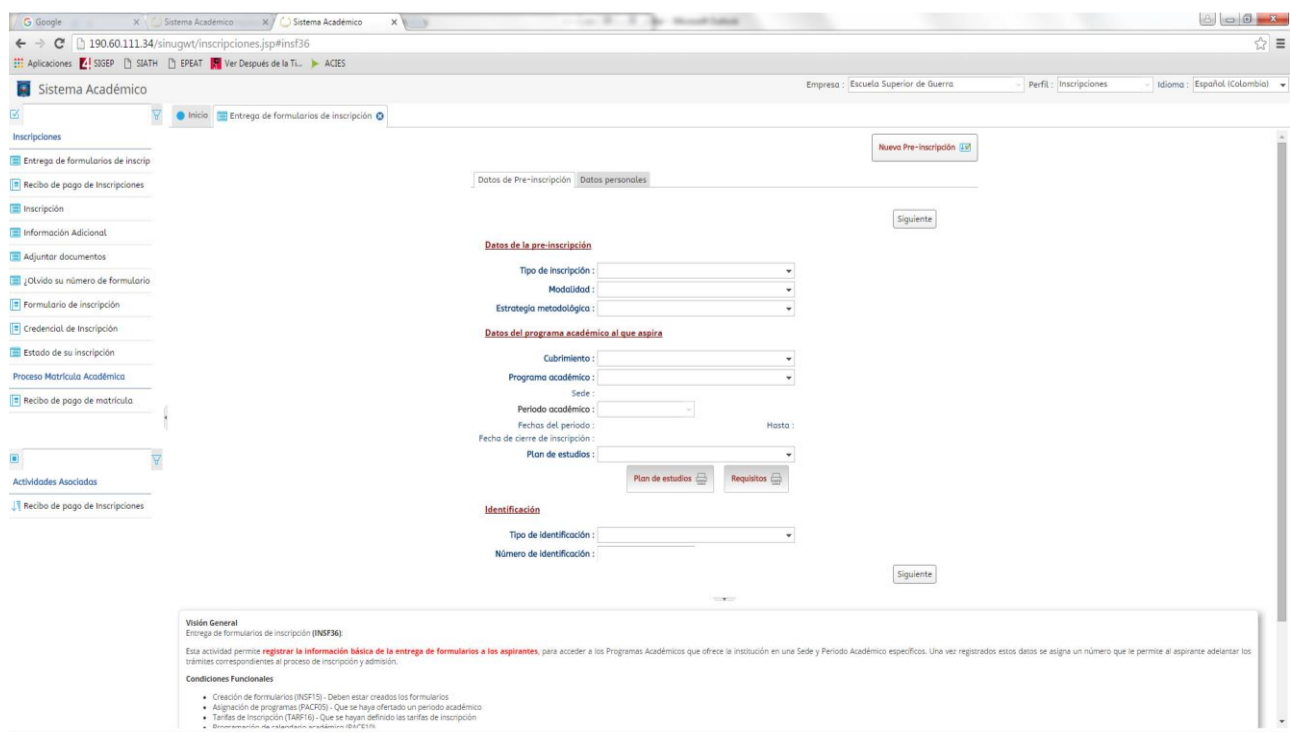 Google
Sistema Académico
Sistema Académico
190.60.111.34/sinugwt/inscripciones.jsp#insf36
Aplicaciones SIGEP SIATH EPEAT Ver Después de la Ti... ACIES
Sistema Académico
Empresa : Escuela Superior de Guerra Perfil : Inscripciones Idioma : Español (Colombia)
Inicio Entrega de formularios de inscripción
Inscripciones
Entrega de formularios de inscrip
Recibo de pago de Inscripciones
Inscripción
Información Adicional
Adjuntar documentos
¿Olvido su número de formulario
Formulario de inscripción
Credencial de Inscripción
Estado de su inscripción
Proceso Matrícula Académica
Recibo de pago de matrícula
Actividades Asociadas
Recibo de pago de Inscripciones
Nueva Pre-inscripción
Datos de Pre-inscripción Datos personales
Siguiente
Datos de la pre-inscripción
Tipo de inscripción :
Modalidad :
Estrategia metodológica :
Datos del programa académico al que aspira
Cubrimiento :
Programa académico :
Sede :
Periodo académico :
Fechas del periodo : Hasta :
Fecha de cierre de inscripción :
Plan de estudios :
Plan de estudios Requisitos
Identificación
Tipo de identificación :
Número de identificación :
Siguiente
Visión General
Entrega de formularios de inscripción (INSF36):
Esta actividad permite registrar la información básica de la entrega de formularios a los aspirantes, para acceder a los Programas Académicos que ofrece la institución en una Sede y Periodo Académico específicos. Una vez registrados estos datos se asigna un número que le permite al aspirante adelantar los
trámites correspondientes al proceso de inscripción y admisión.
Condiciones Funcionales
• Creación de formularios (INSF15) - Deben estar creados los formularios
• Asignación de programas (PACF05) - Que se haya ofertado un periodo académico
• Tarifas de Inscripción (TARF16) - Que se hayan definido las tarifas de inscripción
• Programación de calendario académico (PACF10)